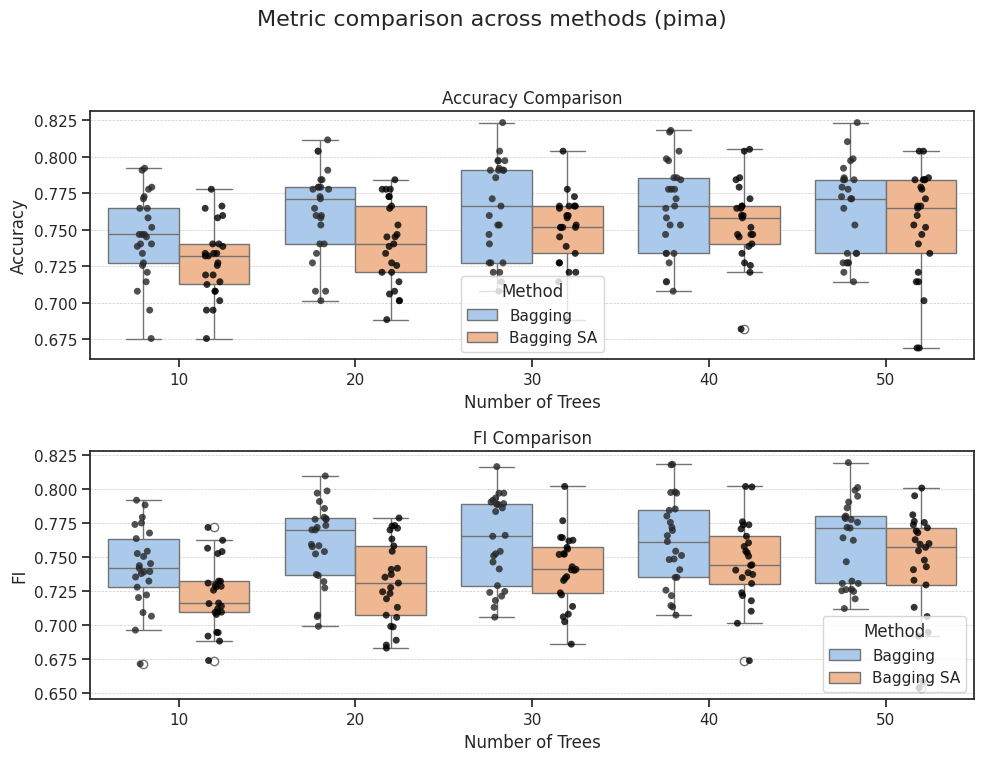 Metric comparison across methods (pima)
Accuracy Comparison
Accuracy
0.825
0.800
0.775
0.750
0.725
0.700
0.675
Method
Bagging
Bagging SA
10 20 30 40 50
Number of Trees
FI Comparison
FI
0.825
0.800
0.775
0.750
0.725
0.700
0.675
0.650
Method
Bagging
Bagging SA
10 20 30 40 50
Number of Trees